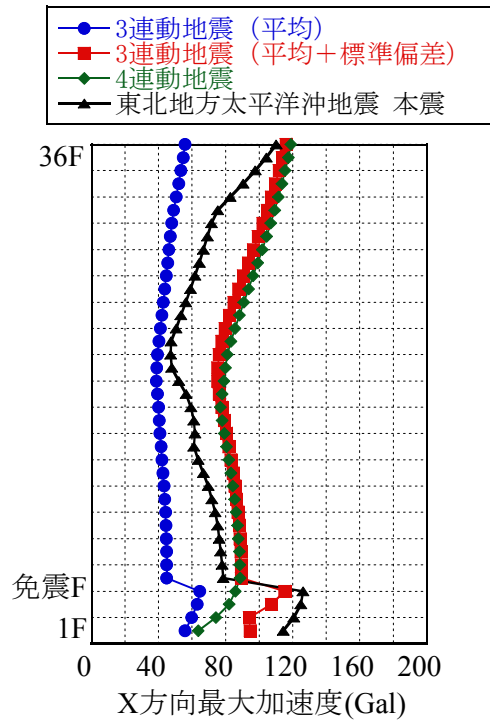 3連動地震（平均）
3連動地震（平均＋標準偏差）
4連動地震
東北地方太平洋沖地震 本震
36F
免震F
1F
0 40 80 120 160 200
X方向最大加速度(Gal)